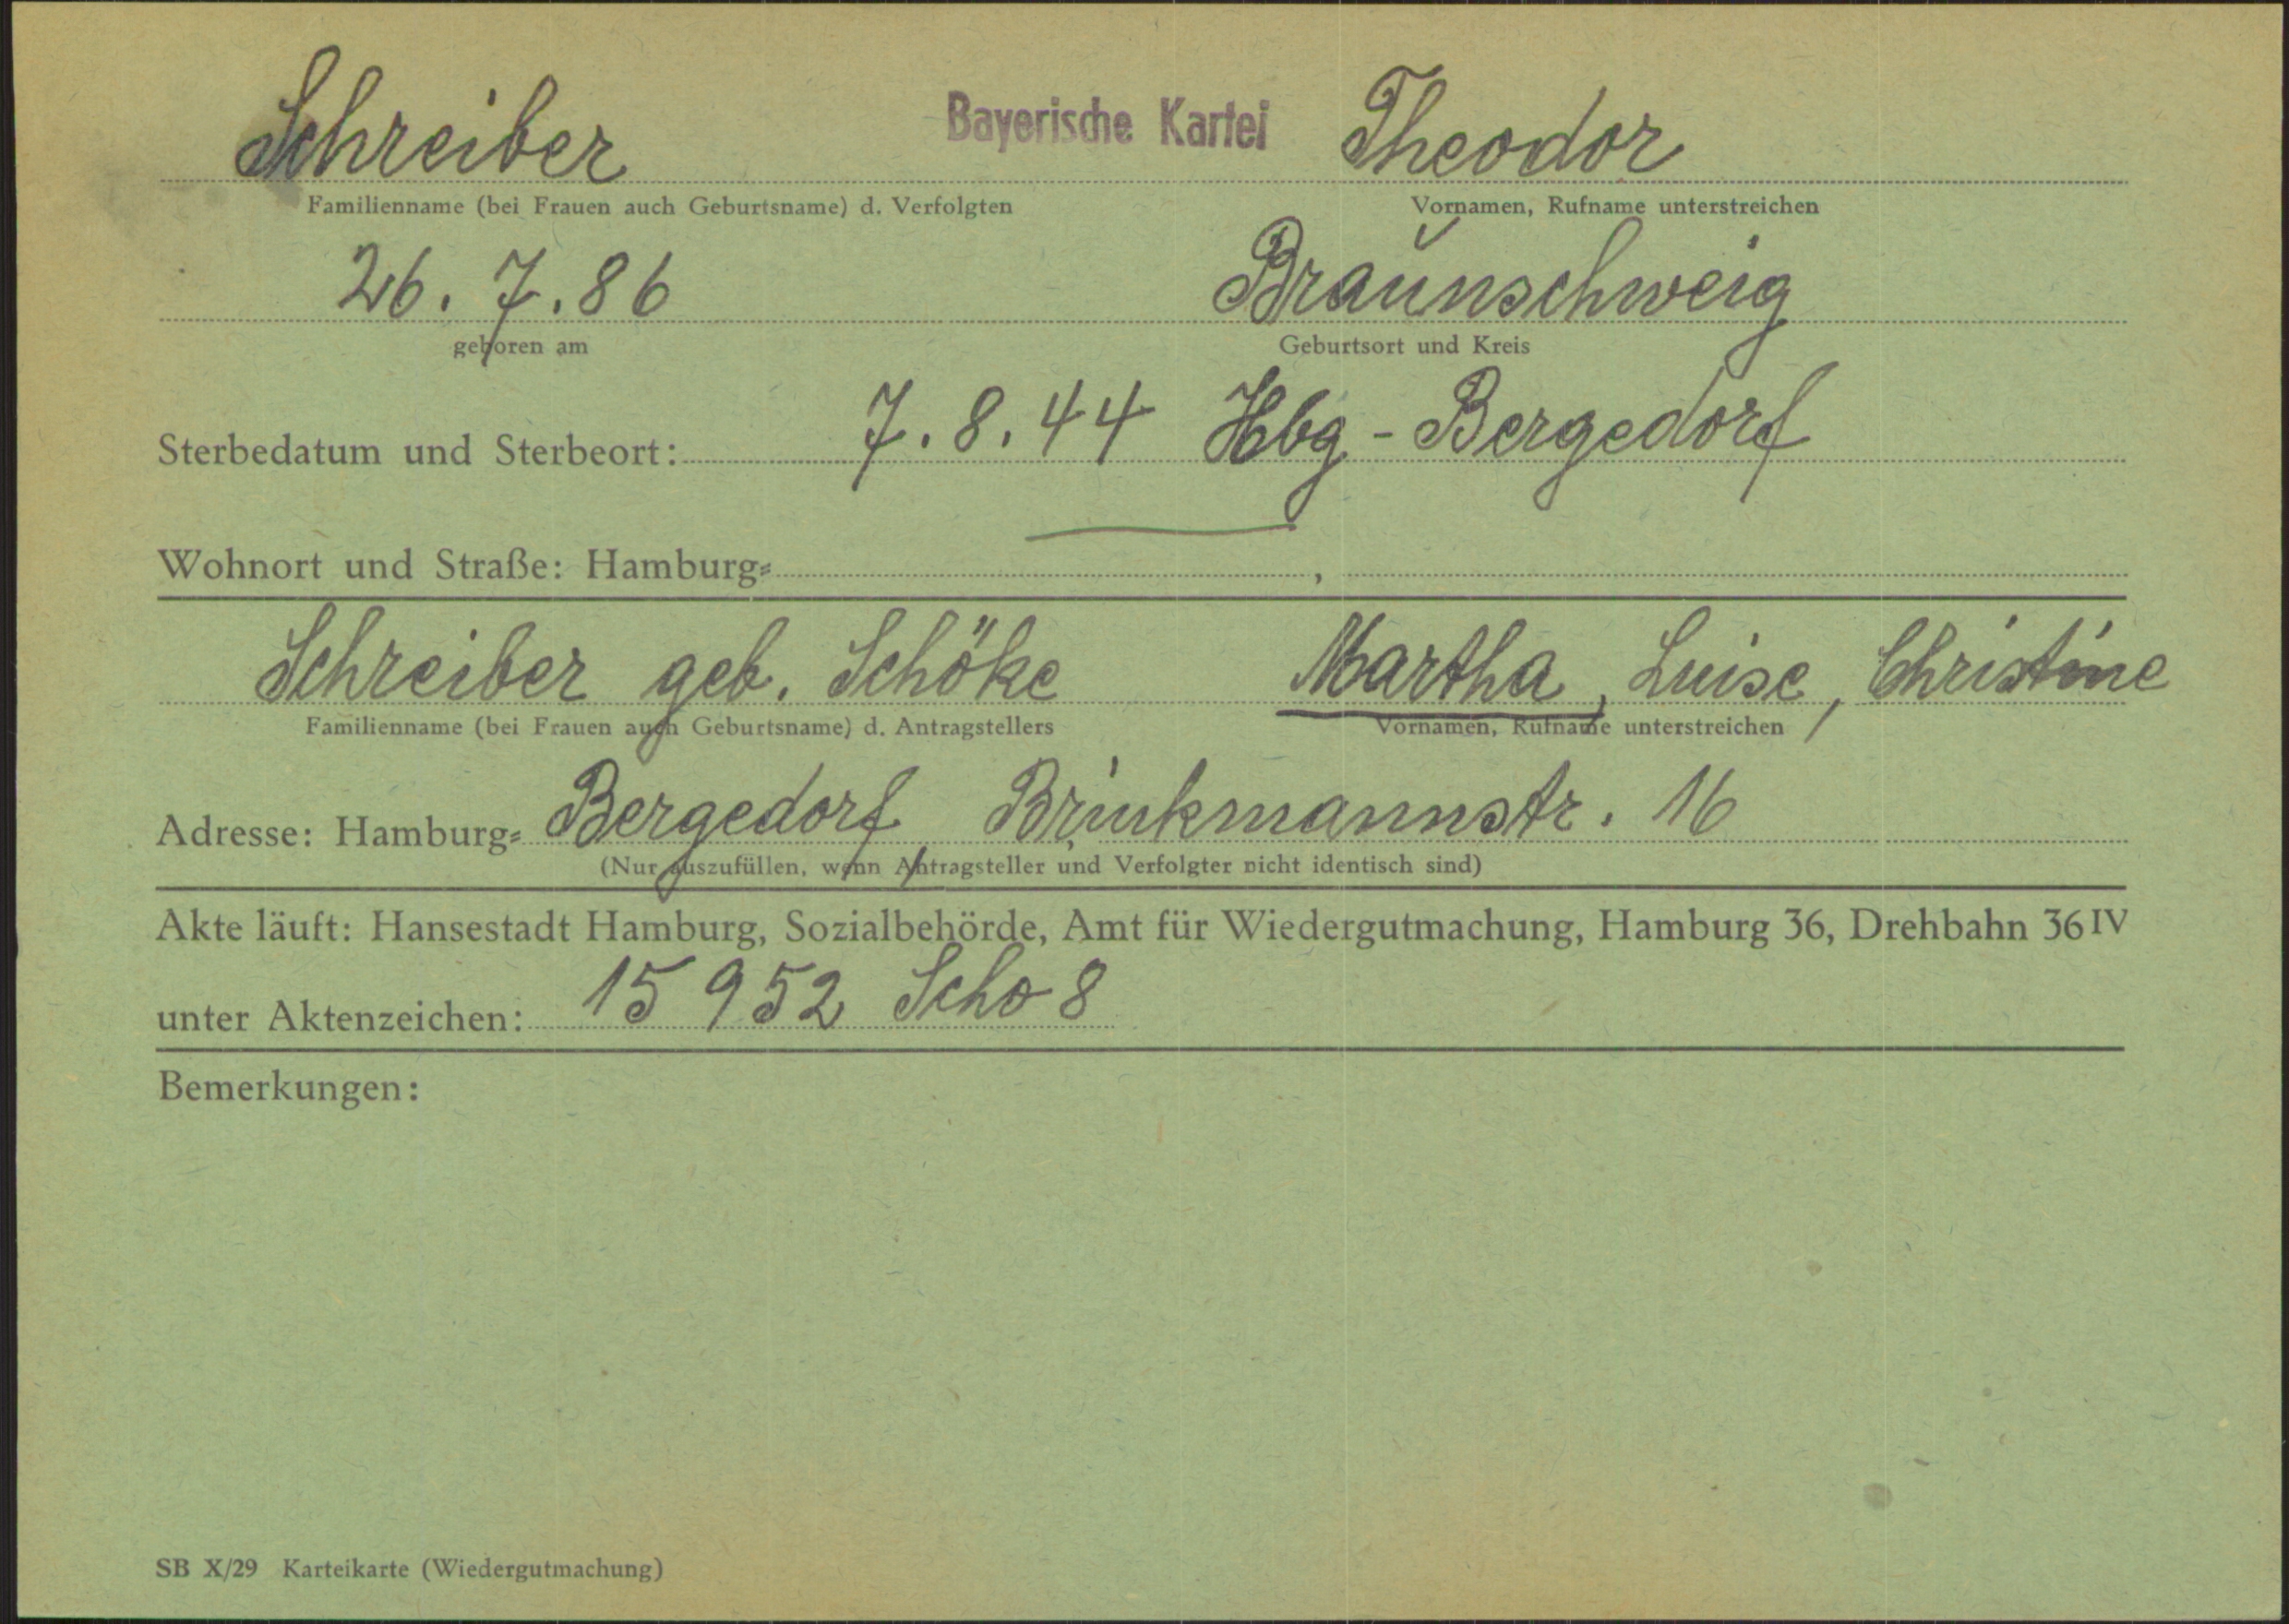 Schreiber Bayerische Kartei Theodor
Familienname (bei Frauen auch Geburtsname) d. Verfolgten Vornamen, Rufname unterstreichen
26. 7. 86 Braunschweig
geboren am Geburtsort und Kreis
Sterbedatum und Sterbeort: 7. 8. 44 Hbg - Bergedorf
Wohnort und Straße: Hamburg= ,
Schreiber geb. Schöke Martha, Luise, Christine
Familienname (bei Frauen auch Geburtsname) d. Antragstellers Vornamen, Rufname unterstreichen
Adresse: Hamburg= Bergedorf, Brinkmannstr. 16
(Nur auszufüllen, wenn Antragsteller und Verfolgter nicht identisch sind)
Akte läuft: Hansestadt Hamburg, Sozialbehörde, Amt für Wiedergutmachung, Hamburg 36, Drehbahn 36 IV
unter Aktenzeichen: 15 952 Scho 8
Bemerkungen:
SB X/29 Karteikarte (Wiedergutmachung)